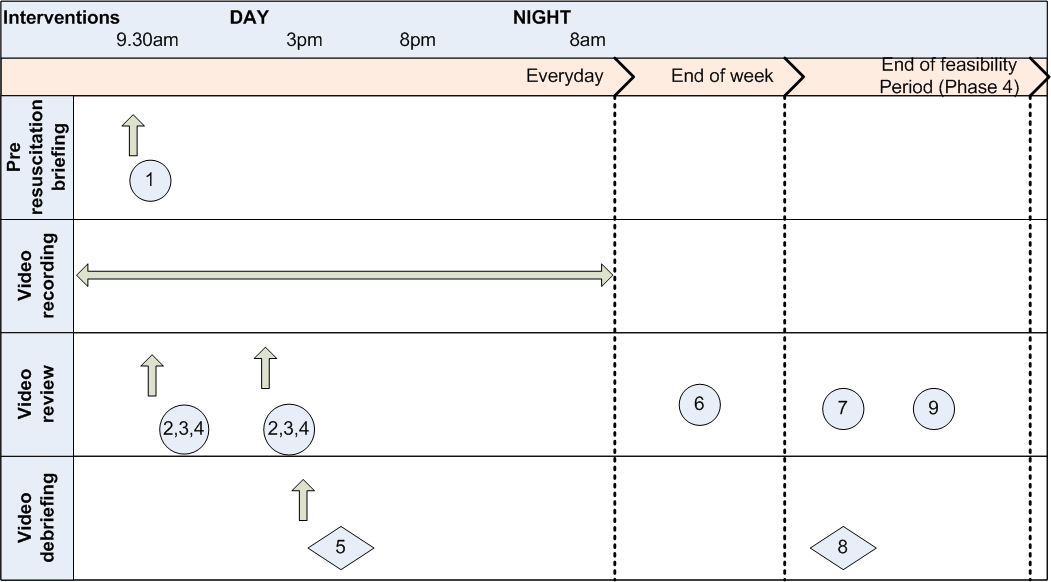 Interventions DAY NIGHT
9.30am 3pm 8pm 8am
Everyday End of week End of feasibility
Period (Phase 4)
Pre
resuscitation
briefing
1
Video
recording
Video
review
2,3,4 2,3,4 6 7 9
Video
debriefing
5 8